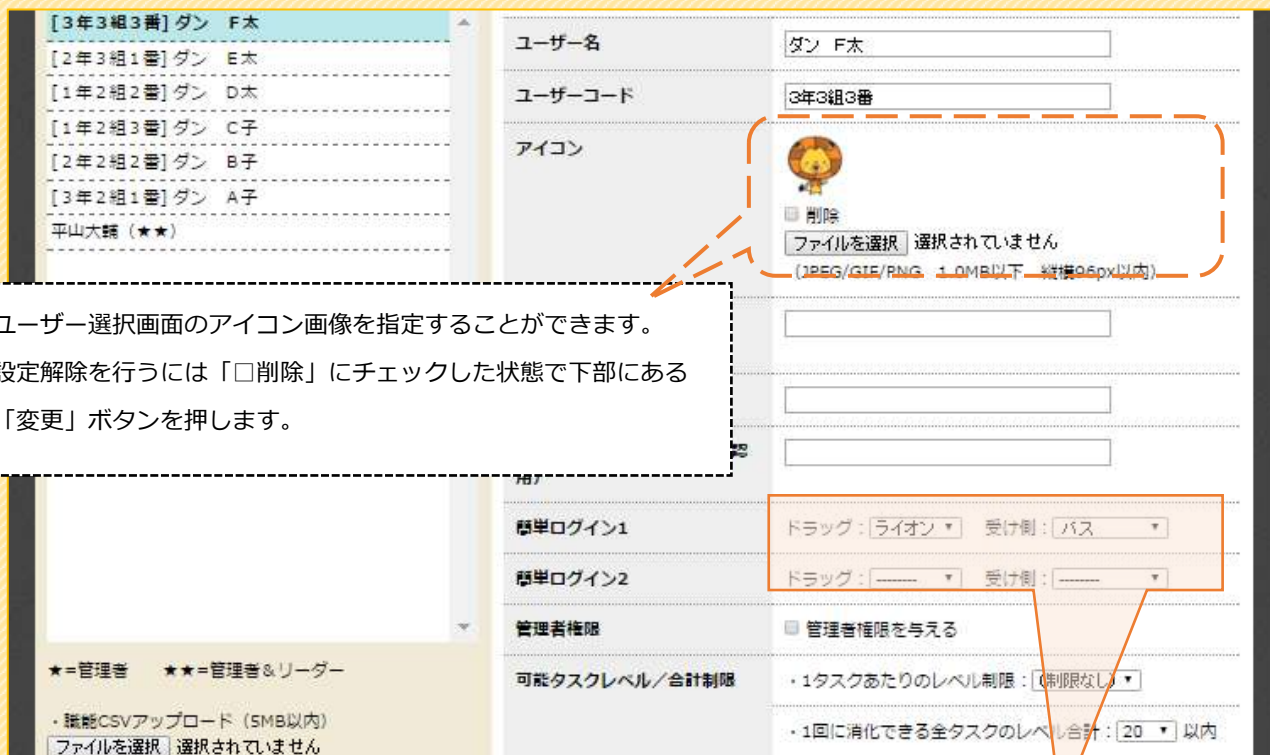 [3年3組3番] ダン　F太
[2年3組1番] ダン　E太
[1年2組2番] ダン　D太
[1年2組3番] ダン　C子
[2年2組2番] ダン　B子
[3年2組1番] ダン　A子
平山大輔（★★）
ユーザー選択画面のアイコン画像を指定することができます。
設定解除を行うには「□削除」にチェックした状態で下部にある
「変更」ボタンを押します。
★=管理者　★★=管理者&リーダー
・職能CSVアップロード（5MB以内）
ファイルを選択 選択されていません
ユーザー名 ダン　F太
ユーザーコード 3年3組3番
アイコン
削除
ファイルを選択 選択されていません
(JPEG/GIF/PNG、1.0MB以下、縦横96px以内)
認
用）
簡単ログイン1 ドラッグ：ライオン 受け側：バス
簡単ログイン2 ドラッグ：-------- 受け側：--------
管理者権限 管理者権限を与える
可能タスクレベル／合計制限 ・1タスクあたりのレベル制限：(制限なし)
・1回に消化できる全タスクのレベル合計：20 以内